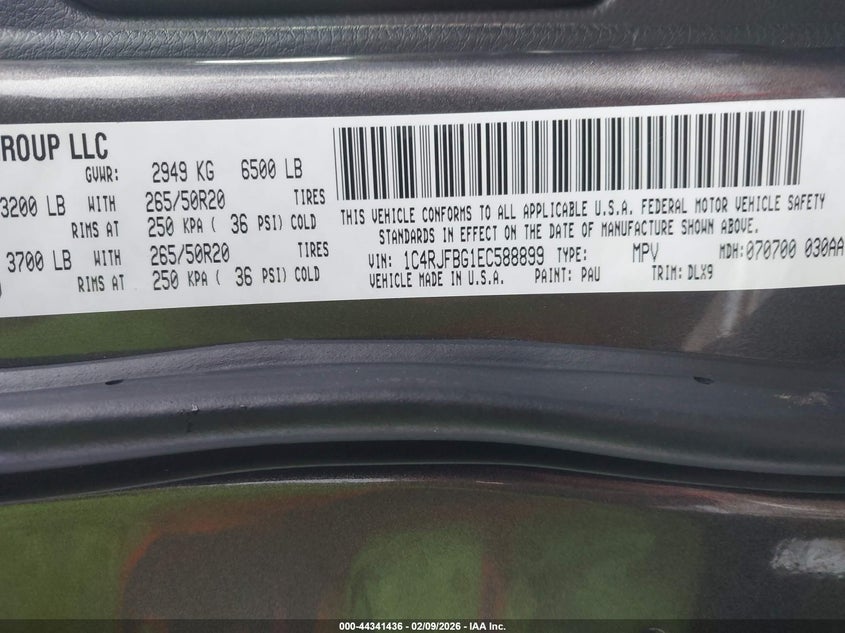 ROUP LLC
GVWR: 2949 KG 6500 LB
3200 LB WITH 265/50R20 TIRES
RIMS AT 250 KPA ( 36 PSI) COLD
3700 LB WITH 265/50R20 TIRES
RIMS AT 250 KPA ( 36 PSI) COLD
THIS VEHICLE CONFORMS TO ALL APPLICABLE U.S.A. FEDERAL MOTOR VEHICLE SAFETY
STANDARDS IN EFFECT ON THE DATE OF MANUFACTURE SHOWN ABOVE.
VIN: 1C4RJFBG1EC588899 TYPE: MPV MDH:070700 030AA
VEHICLE MADE IN U.S.A. PAINT: PAU TRIM: DLX9
000-44341436 - 02/09/2026 - IAA Inc.